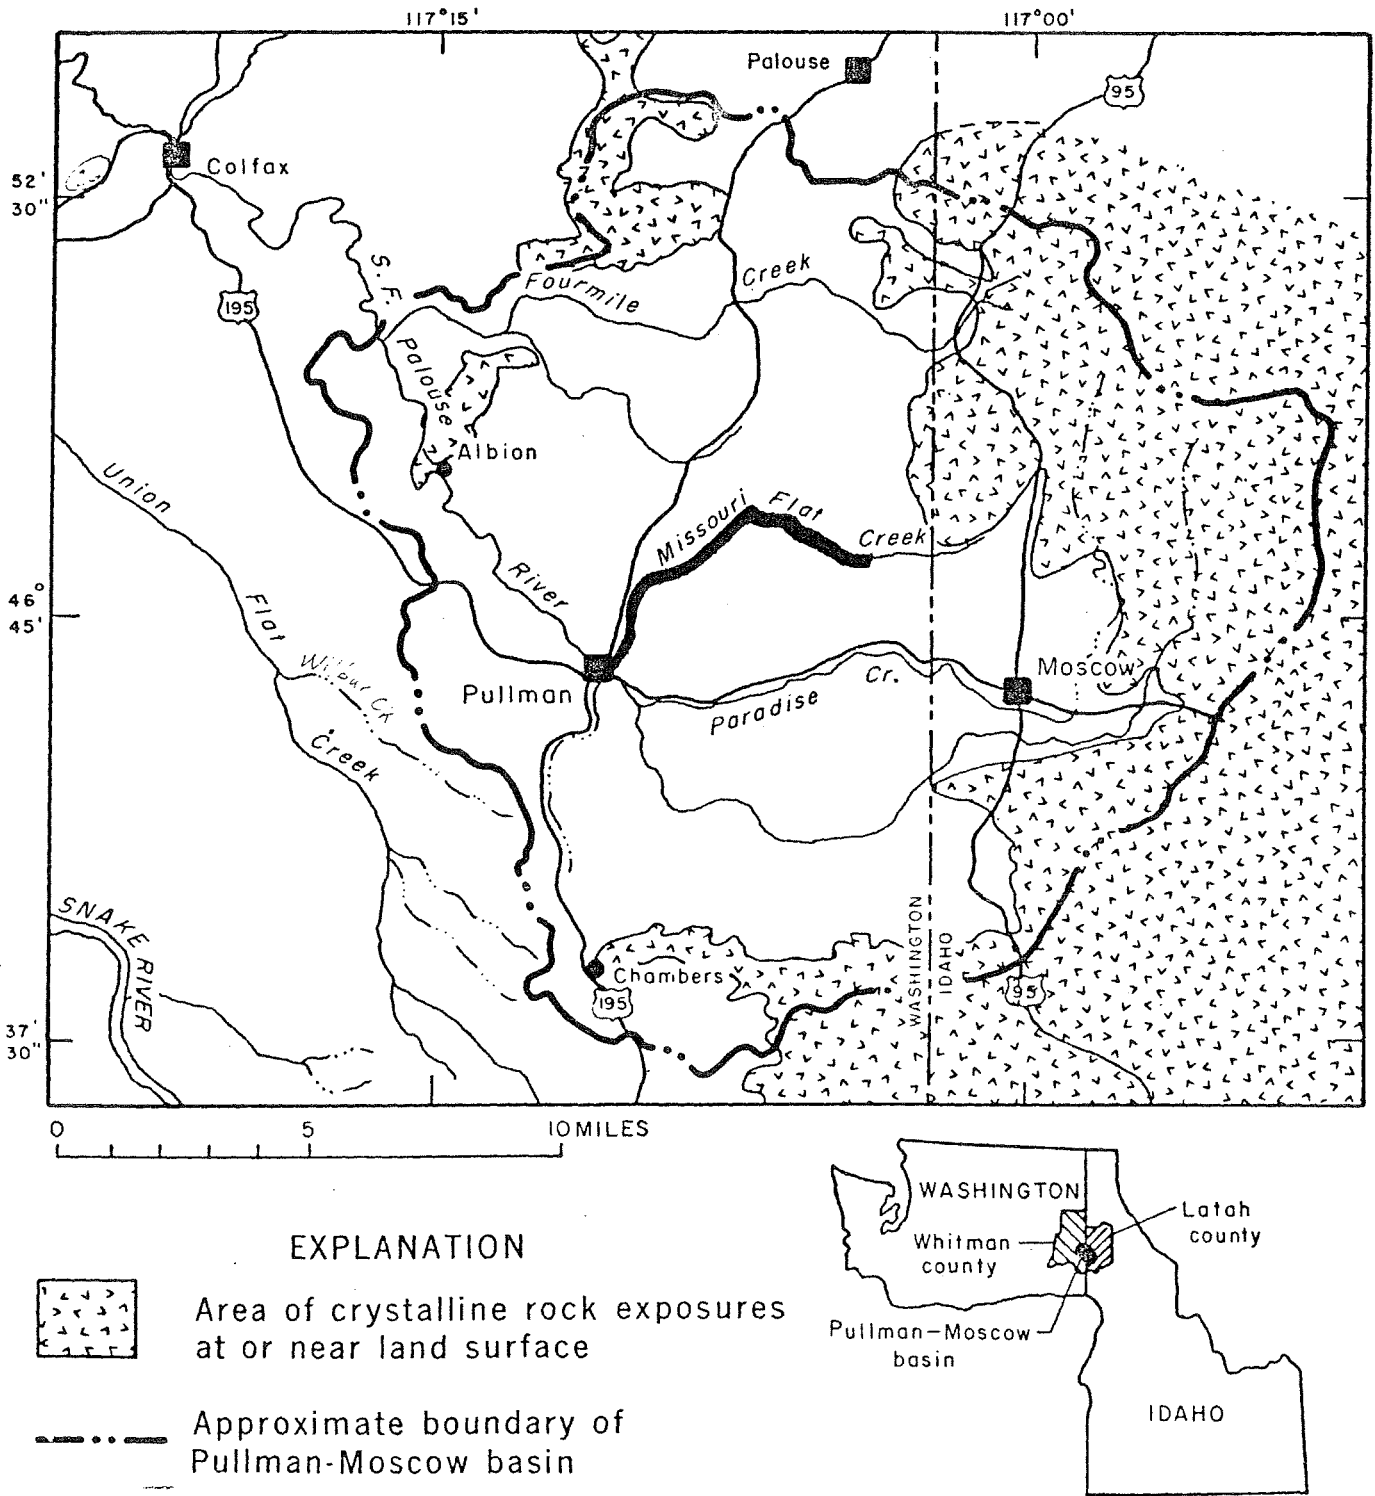 117°15'
117°00'
Palouse
95
Colfax
52'
30"
S. F.
Fourmile
Creek
195
Palouse
Albion
Union
Missouri Flat
Creek
River
46°
45'
Flat
Wilbur Ck
Moscow
Cr.
Pullman
Paradise
Creek
SNAKE
RIVER
WASHINGTON
IDAHO
Chambers
195
95
37'
30"
0 5 10 MILES
WASHINGTON
Latah
county
Whitman
county
Pullman-Moscow
basin
IDAHO
EXPLANATION
Area of crystalline rock exposures
at or near land surface
Approximate boundary of
Pullman-Moscow basin